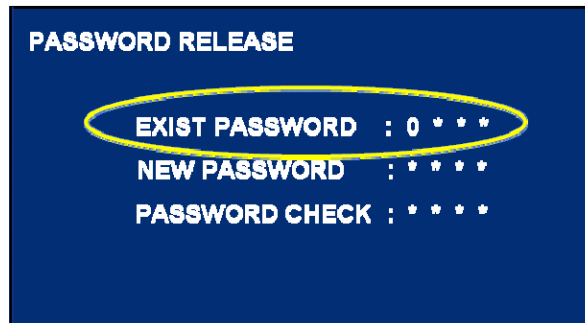 PASSWORD RELEASE
EXIST PASSWORD : 0 * * *
NEW PASSWORD : * * * *
PASSWORD CHECK : * * * *